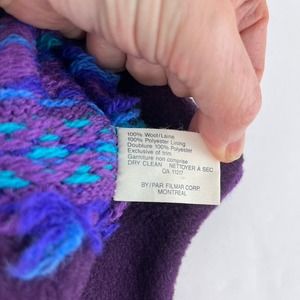 100% Wool/Laine
100% Polyester Lining
Doublure 100% Polyester
Exclusive of trim
Garniture non comprise
DRY CLEAN NETTOYER A SEC
CA 11217
BY/PAR FILMAR CORP.
MONTREAL